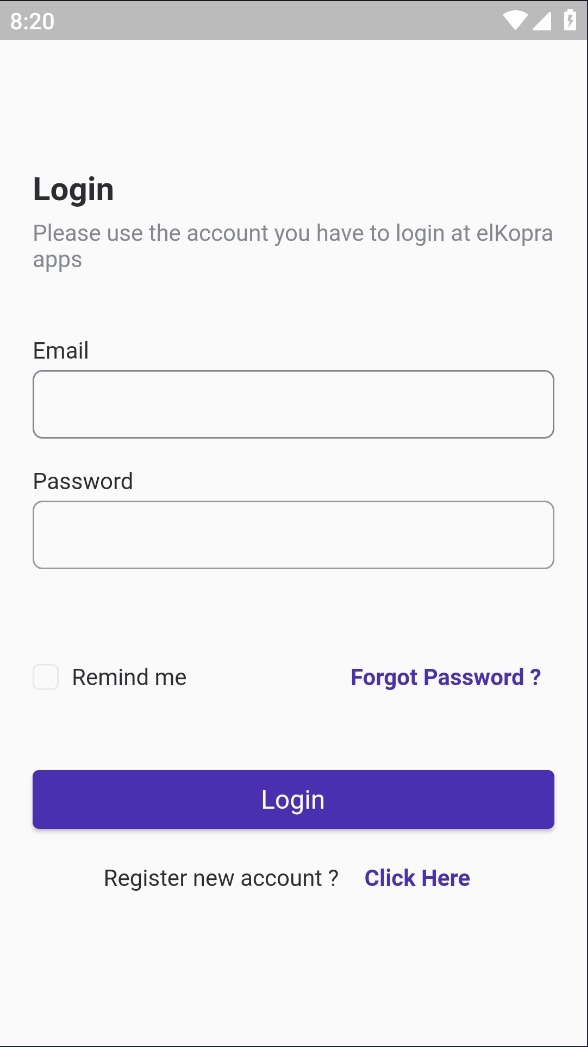 8:20
Login
Please use the account you have to login at elKopra
apps
Email
Password
Remind me Forgot Password ?
Login
Register new account ? Click Here